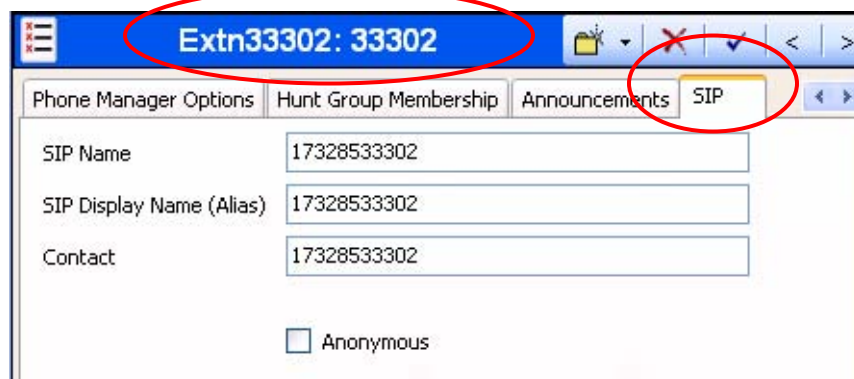 Extn33302: 33302
< >
Phone Manager Options Hunt Group Membership Announcements SIP
SIP Name 17328533302
SIP Display Name (Alias) 17328533302
Contact 17328533302
Anonymous